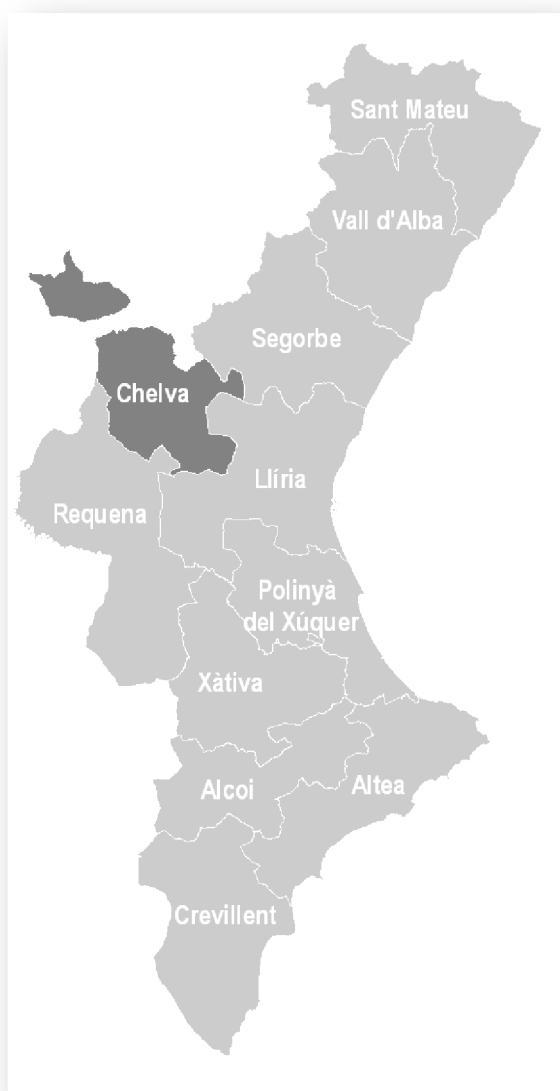 Sant Mateu
Vall d'Alba
Segorbe
Chelva
Llíria
Requena
Polinyà
del Xúquer
Xàtiva
Alcoi
Altea
Crevillent